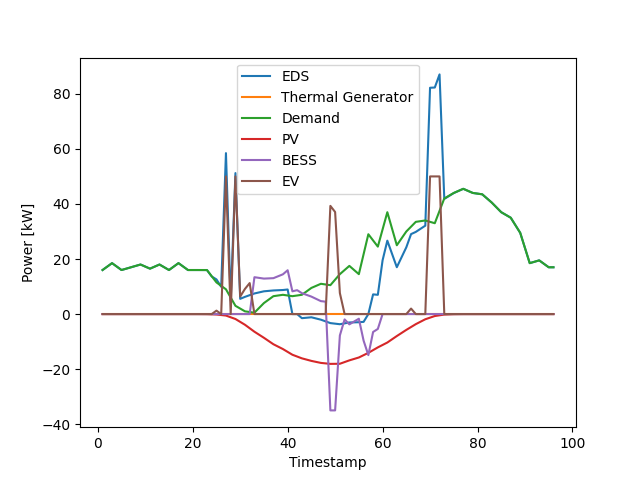 EDS
Thermal Generator
Demand
PV
BESS
EV
Power [kW]
80
60
40
20
0
−20
−40
0 20 40 60 80 100
Timestamp